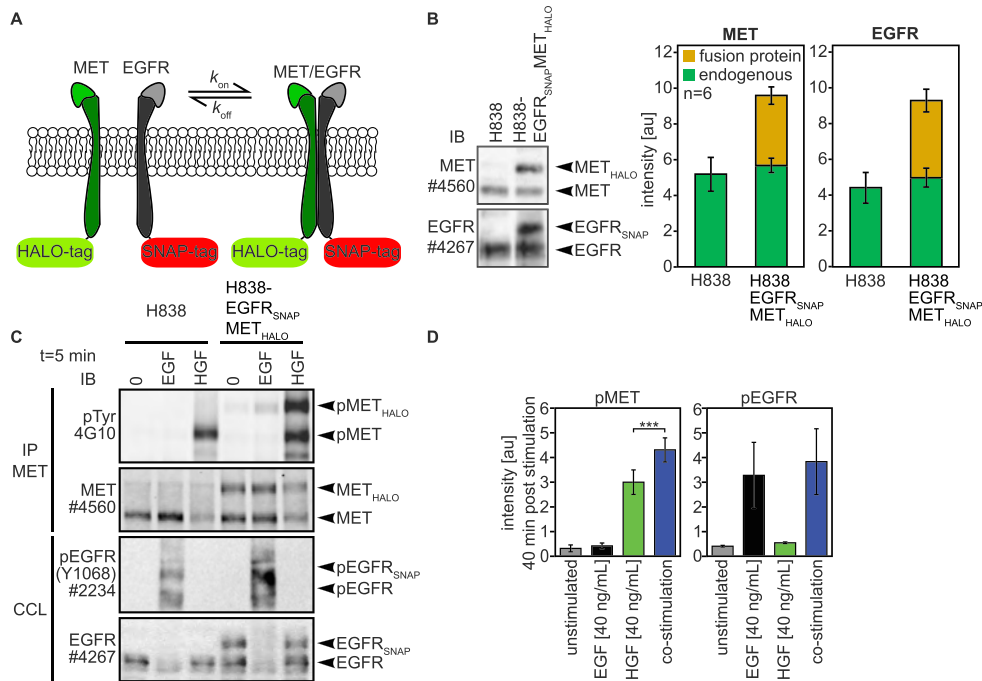 A
MET EGFR
k_on
k_off
MET/EGFR
HALO-tag SNAP-tag HALO-tag SNAP-tag
B
IB
H838
H838-
EGFR_SNAP MET_HALO
MET
#4560
MET_HALO
MET
EGFR
#4267
EGFR_SNAP
EGFR
MET
intensity [au]
12
10
8
6
4
2
0
fusion protein
endogenous
n=6
H838
H838
EGFR_SNAP
MET_HALO
EGFR
12
10
8
6
4
2
0
H838
H838
EGFR_SNAP
MET_HALO
C
H838
H838-
EGFR_SNAP
MET_HALO
t=5 min
IB
0 EGF HGF 0 EGF HGF
IP
MET
pTyr
4G10
pMET_HALO
pMET
MET
#4560
MET_HALO
MET
CCL
pEGFR
(Y1068)
#2234
pEGFR_SNAP
pEGFR
EGFR
#4267
EGFR_SNAP
EGFR
D
pMET
intensity [au]
40 min post stimulation
6
5
4
3
2
1
0
***
unstimulated
EGF [40 ng/mL]
HGF [40 ng/mL]
co-stimulation
pEGFR
6
5
4
3
2
1
0
unstimulated
EGF [40 ng/mL]
HGF [40 ng/mL]
co-stimulation